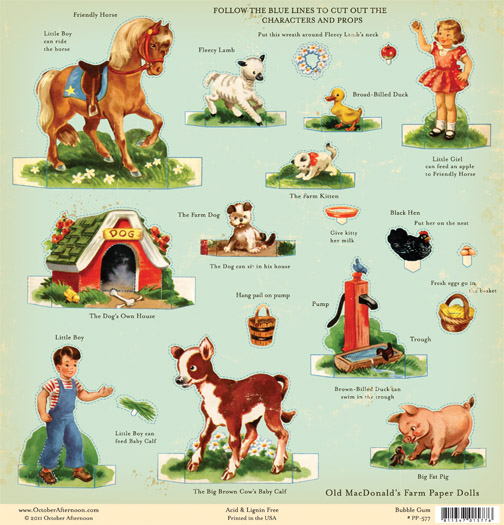 FOLLOW THE BLUE LINES TO CUT OUT THE
CHARACTERS AND PROPS
Friendly Horse
Little Boy
can ride
the horse
Fleecy Lamb
Put this wreath around Fleecy Lamb's neck
Broad-Billed Duck
Little Girl
can feed an apple
to Friendly Horse
The Farm Kitten
The Farm Dog
The Dog can sit in his house
Give kitty
her milk
Black Hen
Put her on the nest
DOG
The Dog's Own House
Hang pail on pump
Pump
Fresh eggs go in
the basket
Trough
Little Boy
Little Boy can
feed Baby Calf
Brown-Billed Duck can
swim in the trough
The Big Brown Cow's Baby Calf
Big Fat Pig
Old MacDonald's Farm Paper Dolls
www.OctoberAfternoon.com
© 2011 October Afternoon
Acid & Lignin Free
Printed in the USA
Bubble Gum
# PP-577